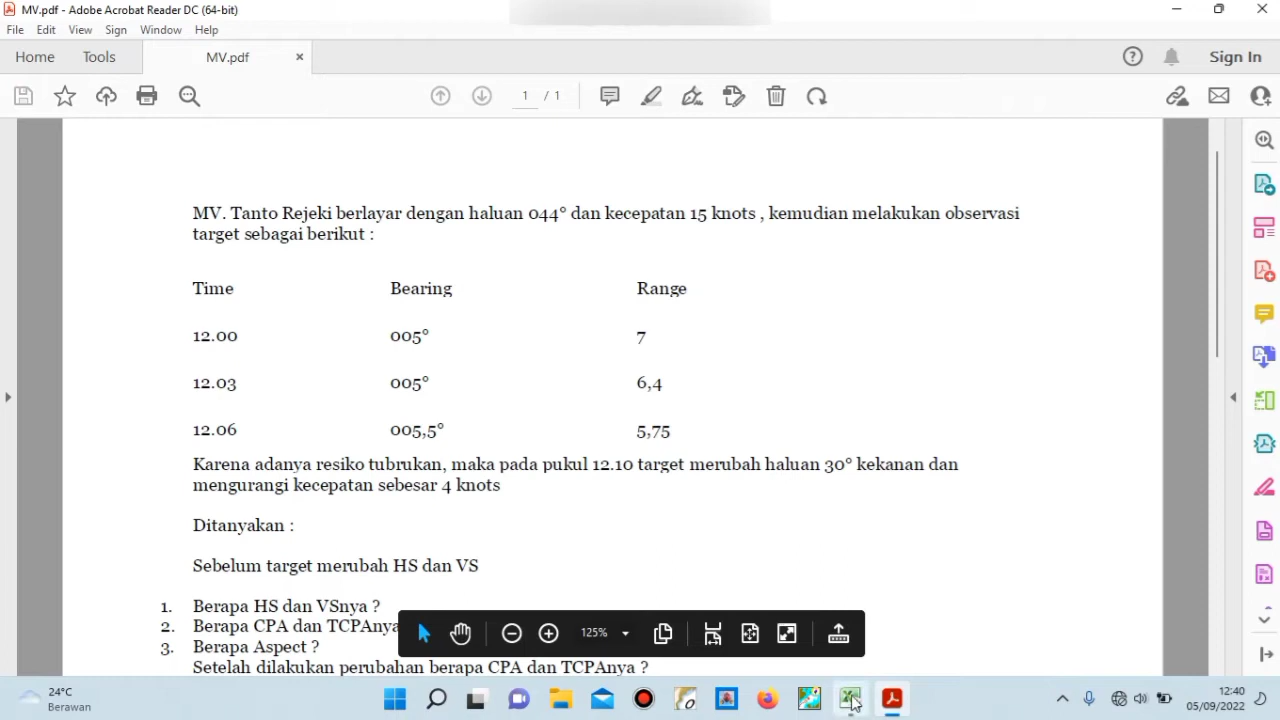 MV.pdf - Adobe Acrobat Reader DC (64-bit)
File Edit View Sign Window Help
Home Tools MV.pdf × Sign In
1 / 1
MV. Tanto Rejeki berlayar dengan haluan 044° dan kecepatan 15 knots , kemudian melakukan observasi
target sebagai berikut :
Time Bearing Range
12.00 005° 7
12.03 005° 6,4
12.06 005,5° 5,75
Karena adanya resiko tubrukan, maka pada pukul 12.10 target merubah haluan 30° kekanan dan
mengurangi kecepatan sebesar 4 knots
Ditanyakan :
Sebelum target merubah HS dan VS
1. Berapa HS dan VSnya ?
2. Berapa CPA dan TCPAnya
3. Berapa Aspect ?
Setelah dilakukan perubahan berapa CPA dan TCPAnya ?
125%
24°C
Berawan
12:40
05/09/2022